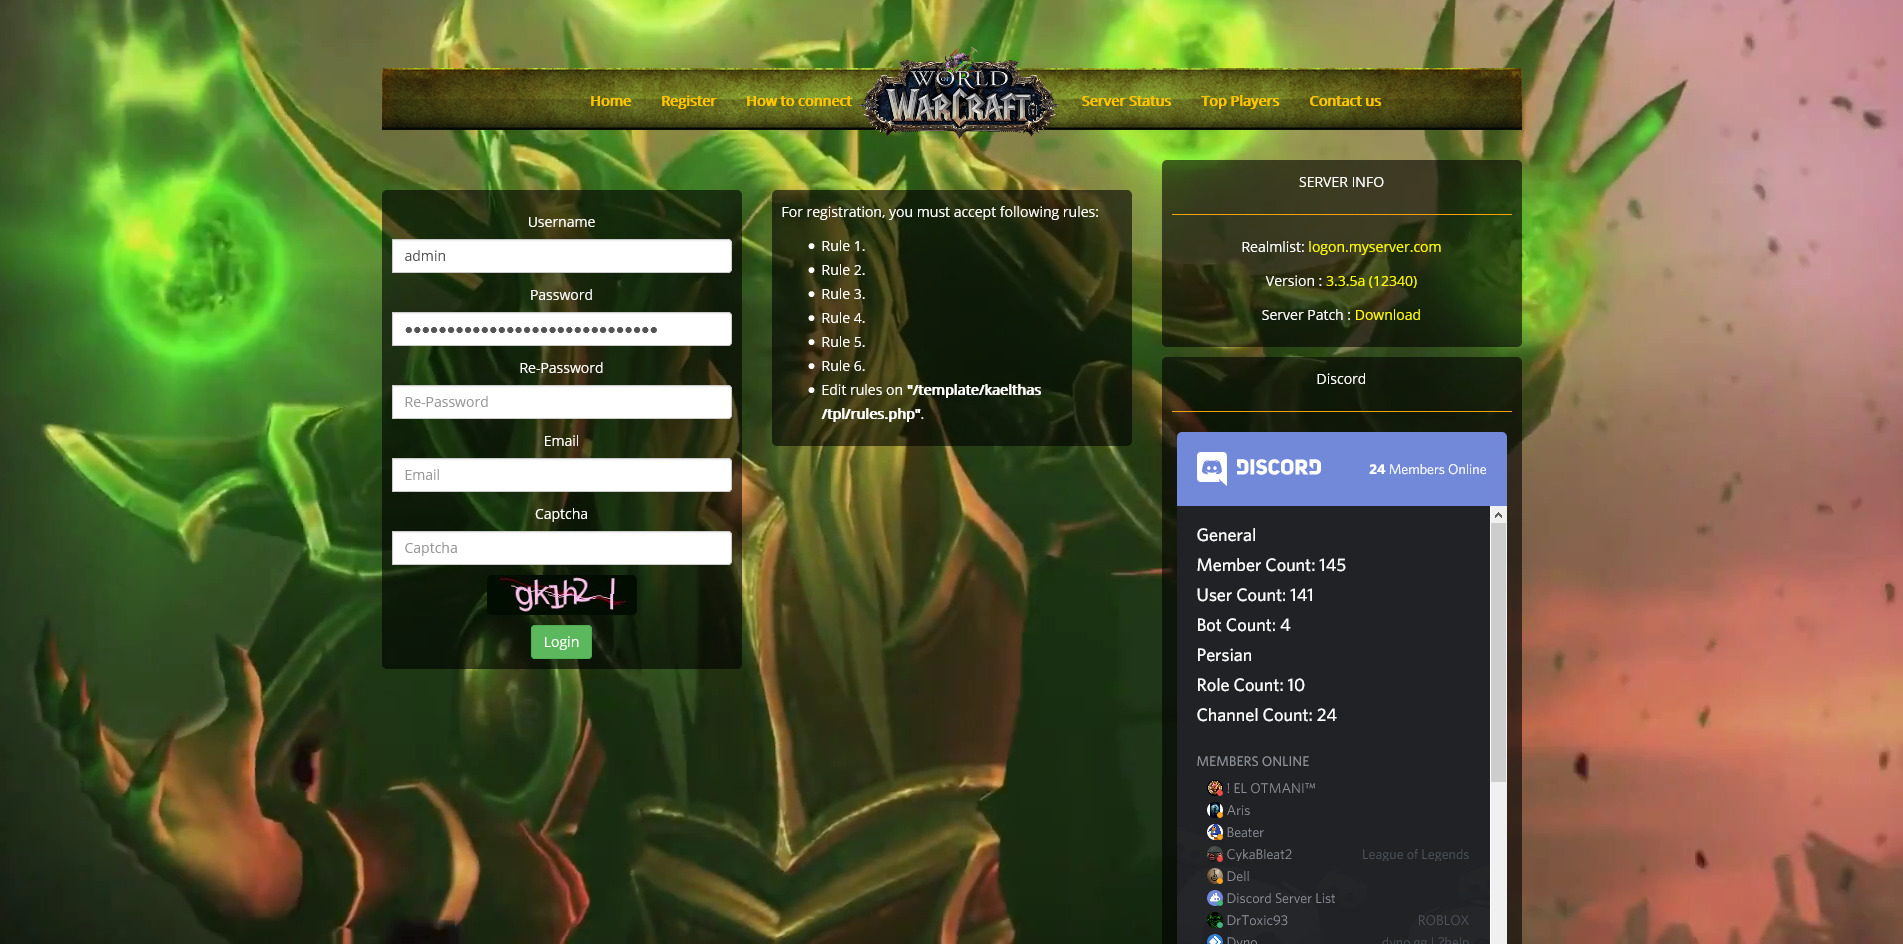 Home
Register
How to connect
WORLD
OF
WARCRAFT
Server Status
Top Players
Contact us
Username
admin
Password
Re-Password
Re-Password
Email
Email
Captcha
Captcha
Login
For registration, you must accept following rules:
Rule 1.
Rule 2.
Rule 3.
Rule 4.
Rule 5.
Rule 6.
Edit rules on "/template/kaelthas
/tpl/rules.php".
SERVER INFO
Realmlist: logon.myserver.com
Version : 3.3.5a (12340)
Server Patch : Download
Discord
DISCORD
24 Members Online
General
Member Count: 145
User Count: 141
Bot Count: 4
Persian
Role Count: 10
Channel Count: 24
MEMBERS ONLINE
! EL OTMANI™
Aris
Beater
CykaBleat2 League of Legends
Dell
Discord Server List
DrToxic93 ROBLOX
Dyno dyno.gg | ?help